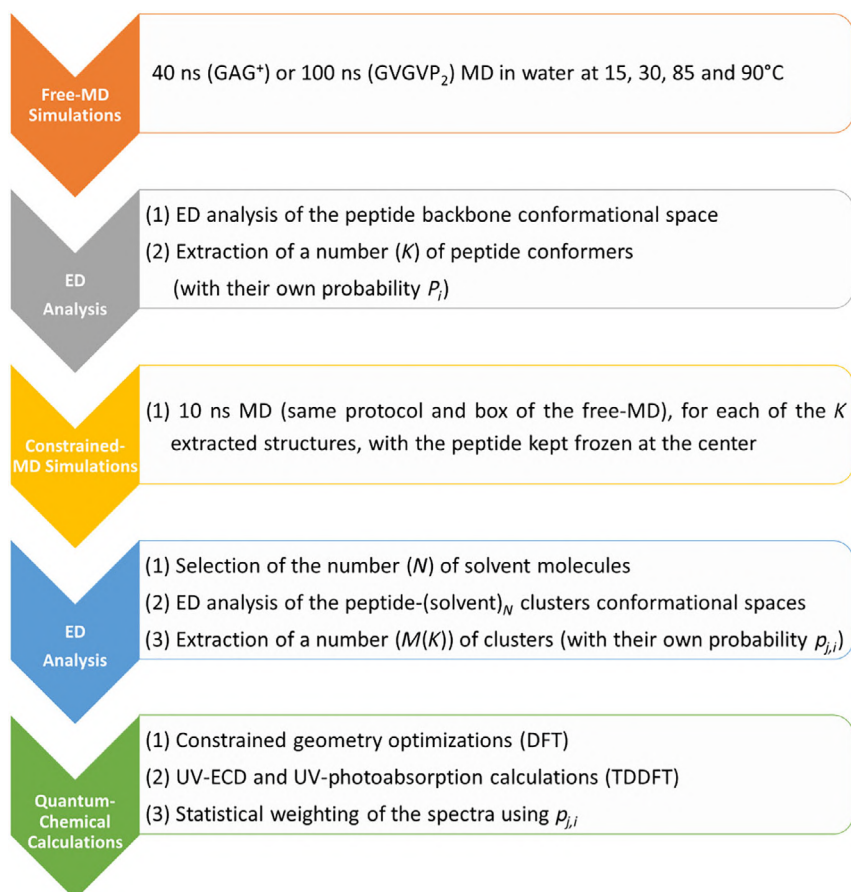 Free-MD
Simulations
40 ns (GAG⁺) or 100 ns (GVGVP₂) MD in water at 15, 30, 85 and 90°C
ED
Analysis
(1) ED analysis of the peptide backbone conformational space
(2) Extraction of a number (K) of peptide conformers
(with their own probability Pᵢ)
Constrained-
MD Simulations
(1) 10 ns MD (same protocol and box of the free-MD), for each of the K
extracted structures, with the peptide kept frozen at the center
ED
Analysis
(1) Selection of the number (N) of solvent molecules
(2) ED analysis of the peptide-(solvent)N clusters conformational spaces
(3) Extraction of a number (M(K)) of clusters (with their own probability pj,i)
Quantum-
Chemical
Calculations
(1) Constrained geometry optimizations (DFT)
(2) UV-ECD and UV-photoabsorption calculations (TDDFT)
(3) Statistical weighting of the spectra using pj,i